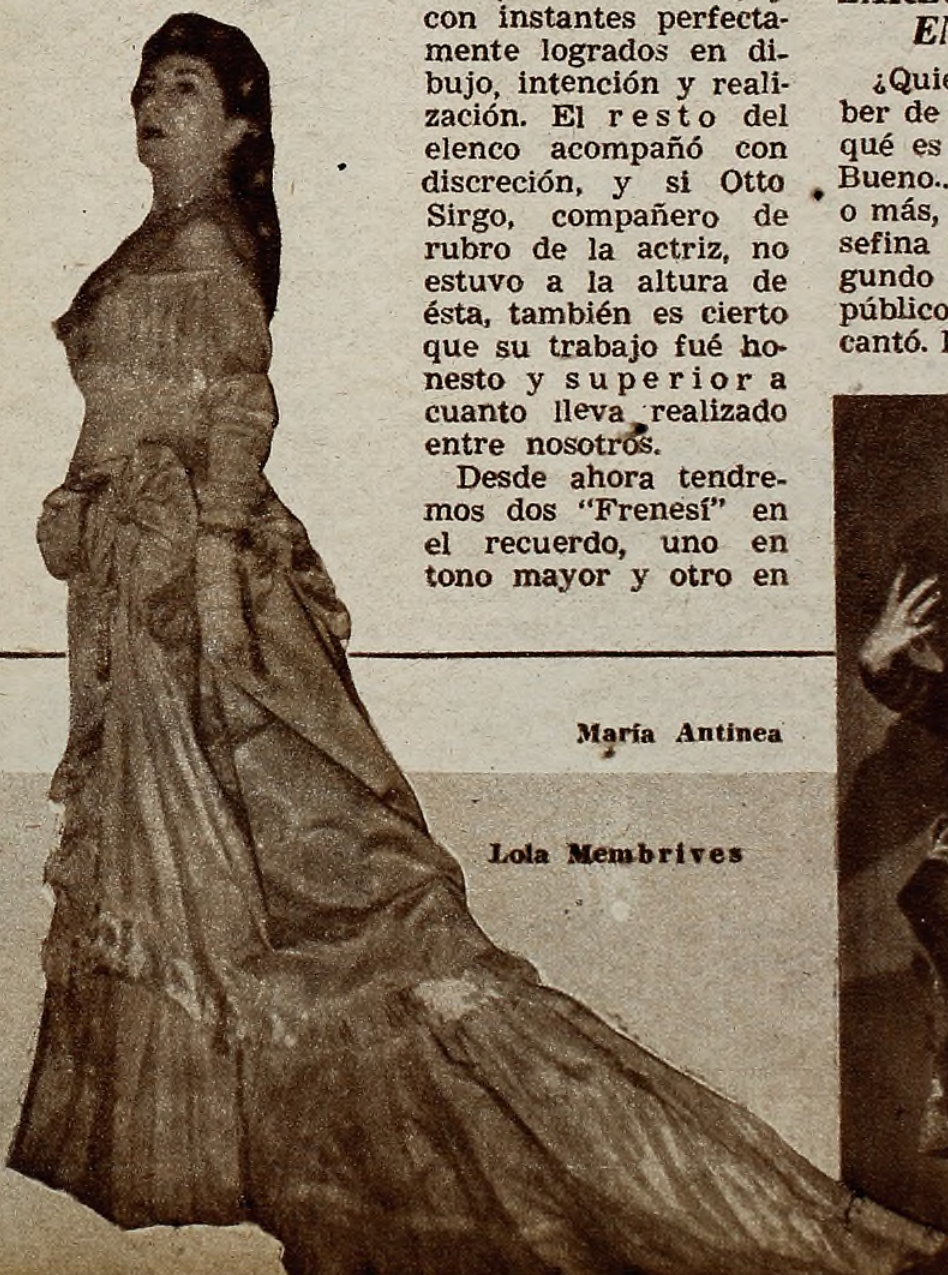 con instantes perfecta-
mente logrados en di-
bujo, intención y reali-
zación. El resto del
elenco acompañó con
discreción, y si Otto
Sirgo, compañero de
rubro de la actriz, no
estuvo a la altura de
ésta, también es cierto
que su trabajo fué ho-
nesto y superior a
cuanto lleva realizado
entre nosotros.
Desde ahora tendre-
mos dos “Frenesí” en
el recuerdo, uno en
tono mayor y otro en
María Antinea
Lola Membrives
El
¿Quie
ber de
qué es
Bueno..
o más,
sefina
gundo
público
cantó.